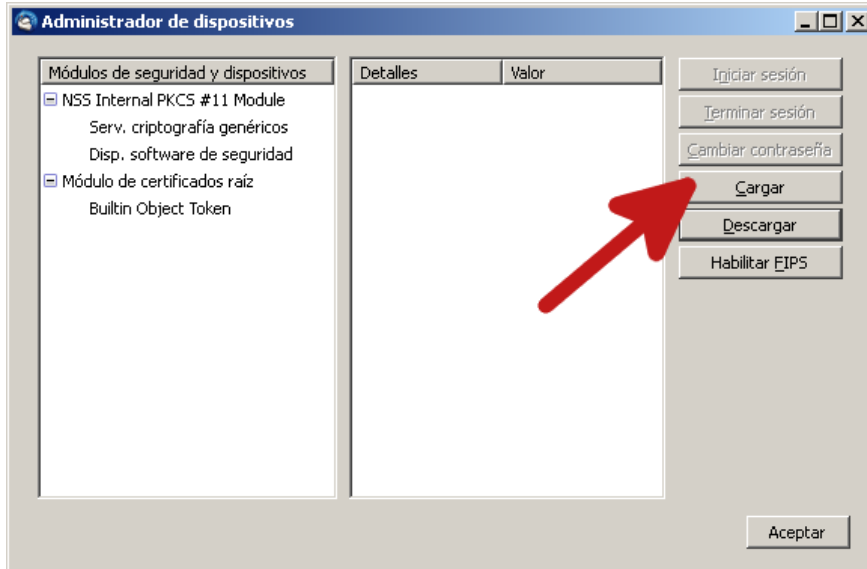 Administrador de dispositivos
Módulos de seguridad y dispositivos
NSS Internal PKCS #11 Module
Serv. criptografía genéricos
Disp. software de seguridad
Módulo de certificados raíz
Builtin Object Token
Detalles
Valor
Iniciar sesión
Terminar sesión
Cambiar contraseña
Cargar
Descargar
Habilitar FIPS
Aceptar